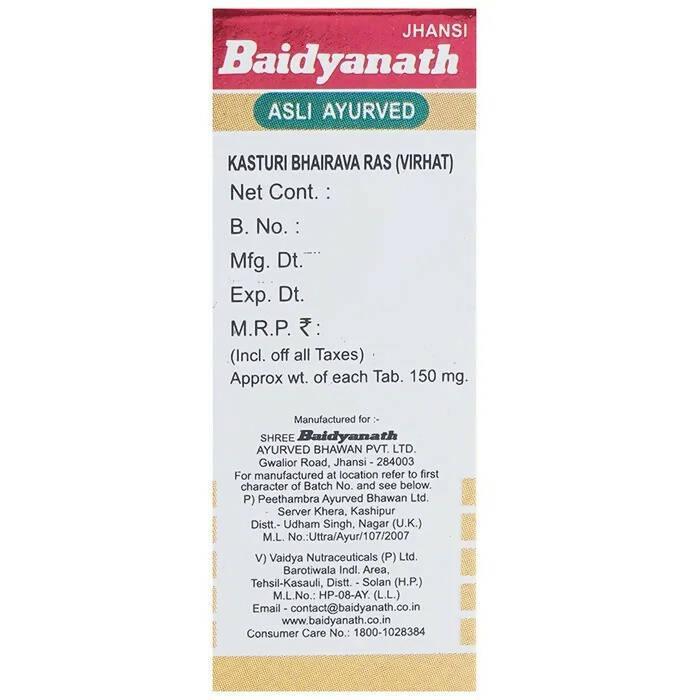 JHANSI
Baidyanath
ASLI AYURVED
KASTURI BHAIRAVA RAS (VIRHAT)
Net Cont. :
B. No. :
Mfg. Dt.
Exp. Dt.
M.R.P. ₹ :
(Incl. off all Taxes)
Approx wt. of each Tab. 150 mg.
Manufactured for :-
SHREE Baidyanath
AYURVED BHAWAN PVT. LTD.
Gwalior Road, Jhansi - 284003
For manufactured at location refer to first
character of Batch No. and see below.
P) Peethambra Ayurved Bhawan Ltd.
Server Khera, Kashipur
Distt.- Udham Singh, Nagar (U.K.)
M.L. No.:Uttra/Ayur/107/2007
V) Vaidya Nutraceuticals (P) Ltd.
Barotiwala Indl. Area,
Tehsil-Kasauli, Distt. - Solan (H.P.)
M.L.No.: HP-08-AY. (L.L.)
Email - contact@baidyanath.co.in
www.baidyanath.co.in
Consumer Care No.: 1800-1028384